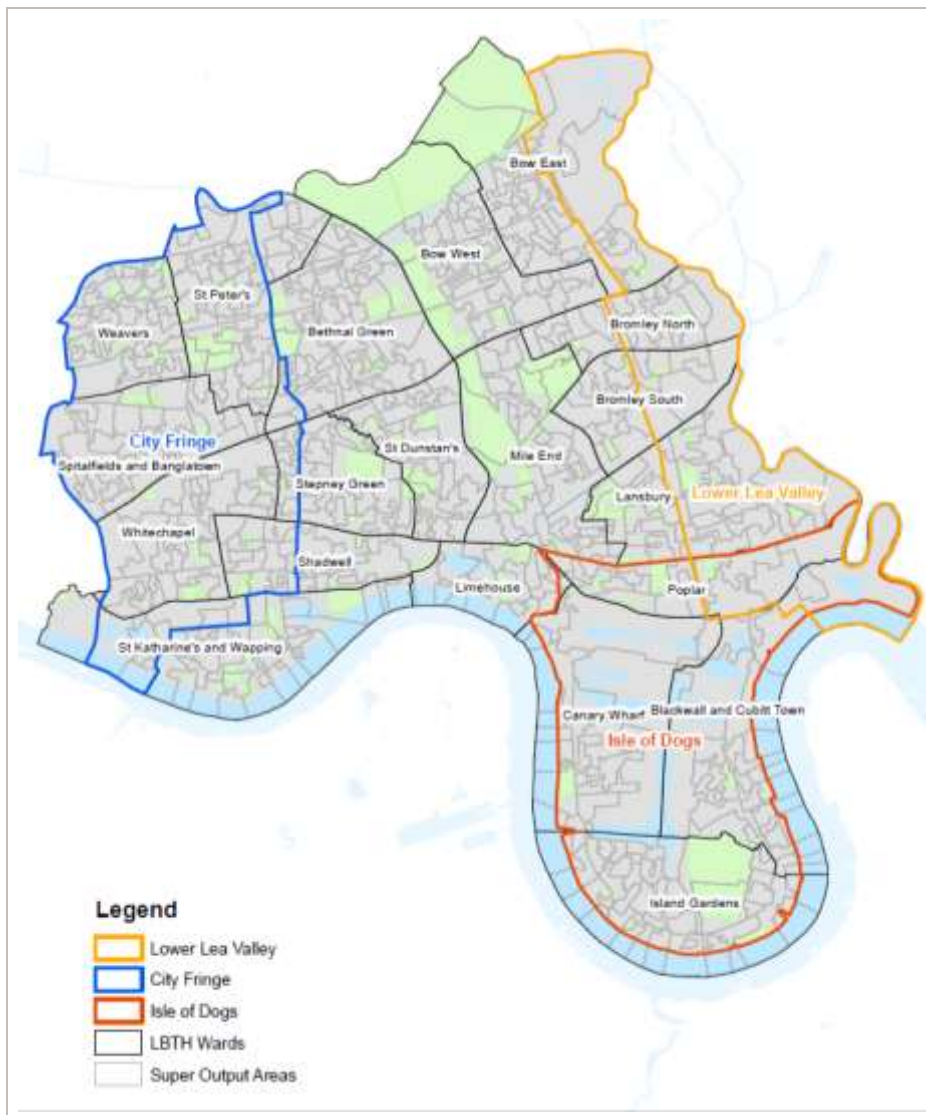 Bow East
Bow West
St Peter's
Weavers
Bethnal Green
Bromley North
Bromley South
City Fringe
St Dunstan's
Mile End
Spitalfields and Banglatown
Stepney Green
Lansbury
Lower Lea Valley
Whitechapel
Shadwell
Limehouse
Poplar
St Katharine's and Wapping
Canary Wharf
Blackwall and Cubitt Town
Isle of Dogs
Island Gardens
Legend
Lower Lea Valley
City Fringe
Isle of Dogs
LBTH Wards
Super Output Areas